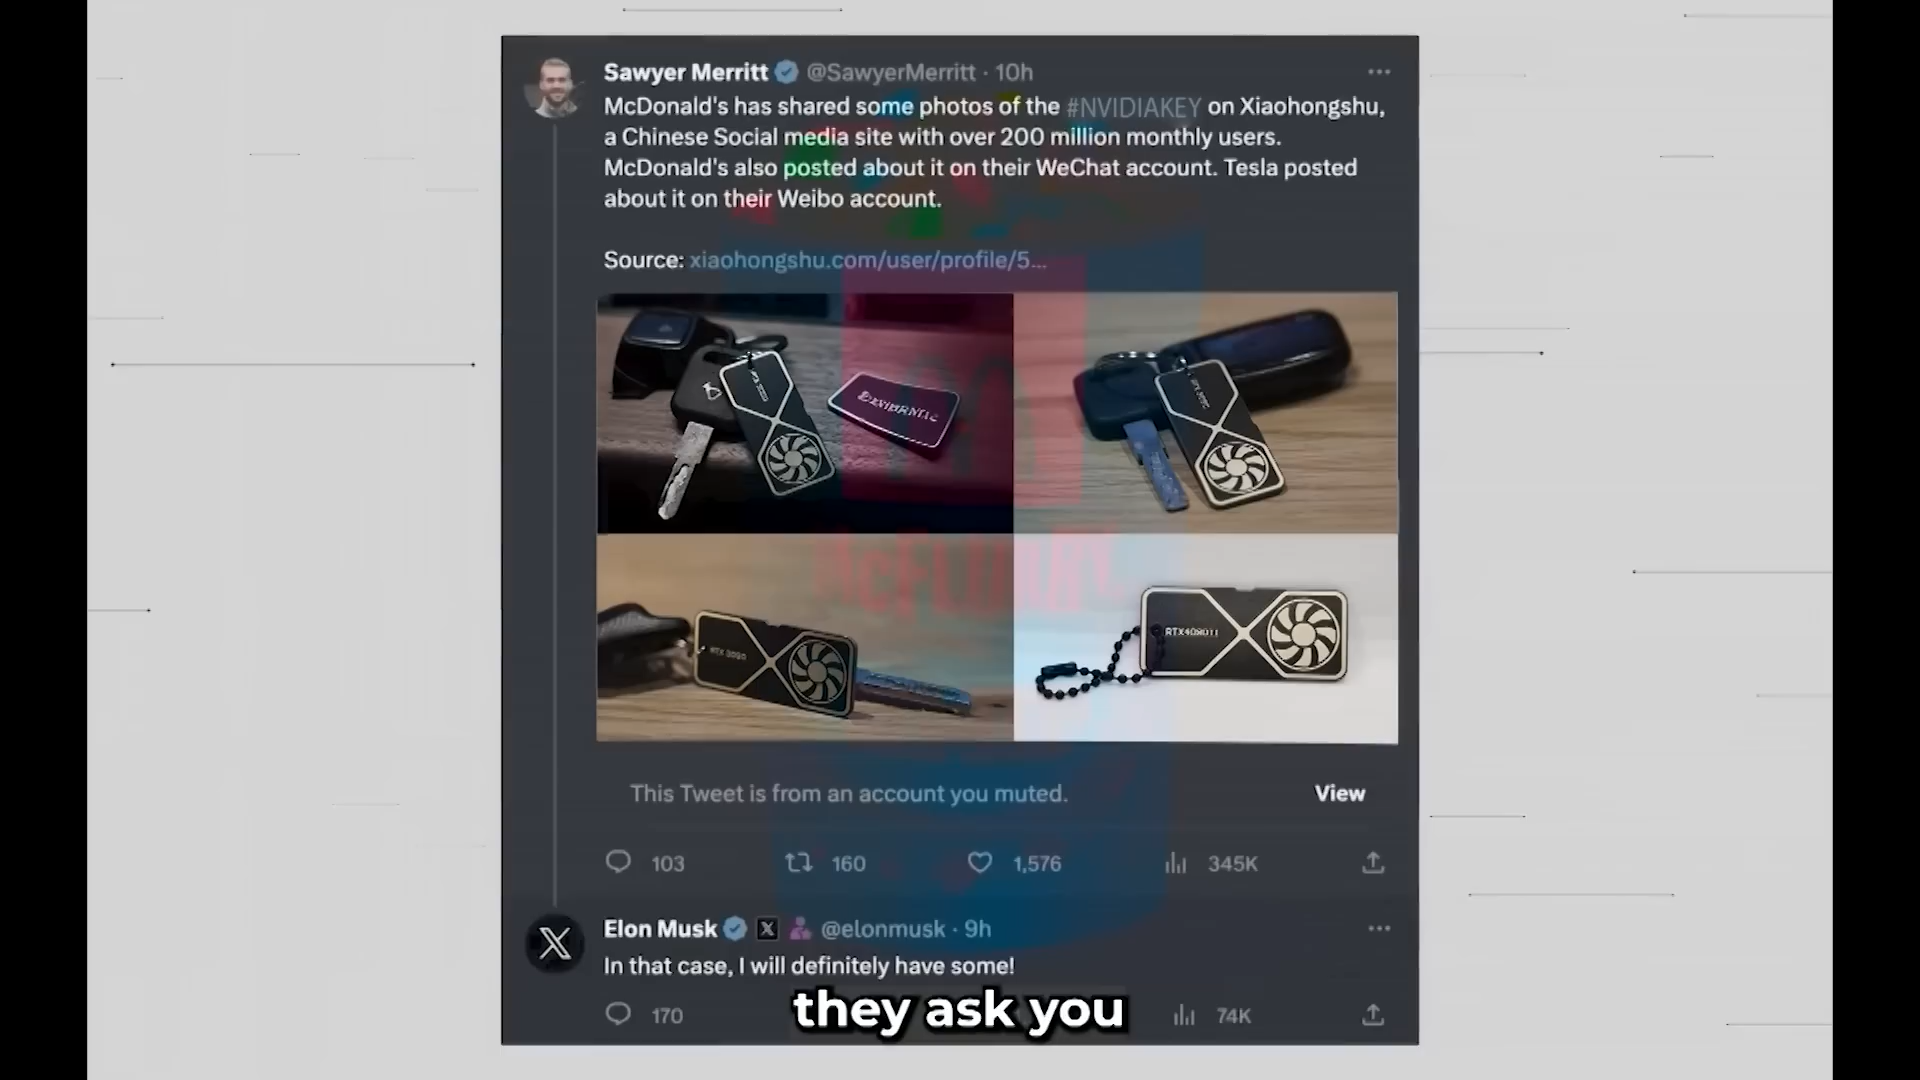 Sawyer Merritt @SawyerMerritt · 10h
McDonald's has shared some photos of the #NVIDIAKEY on Xiaohongshu,
a Chinese Social media site with over 200 million monthly users.
McDonald's also posted about it on their WeChat account. Tesla posted
about it on their Weibo account.
Source: xiaohongshu.com/user/profile/5...
RTX 3090
RTX4090TI
McFLURRY
This Tweet is from an account you muted.
View
103 160 1,576 345K
Elon Musk @elonmusk · 9h
In that case, I will definitely have some!
they ask you
170 74K